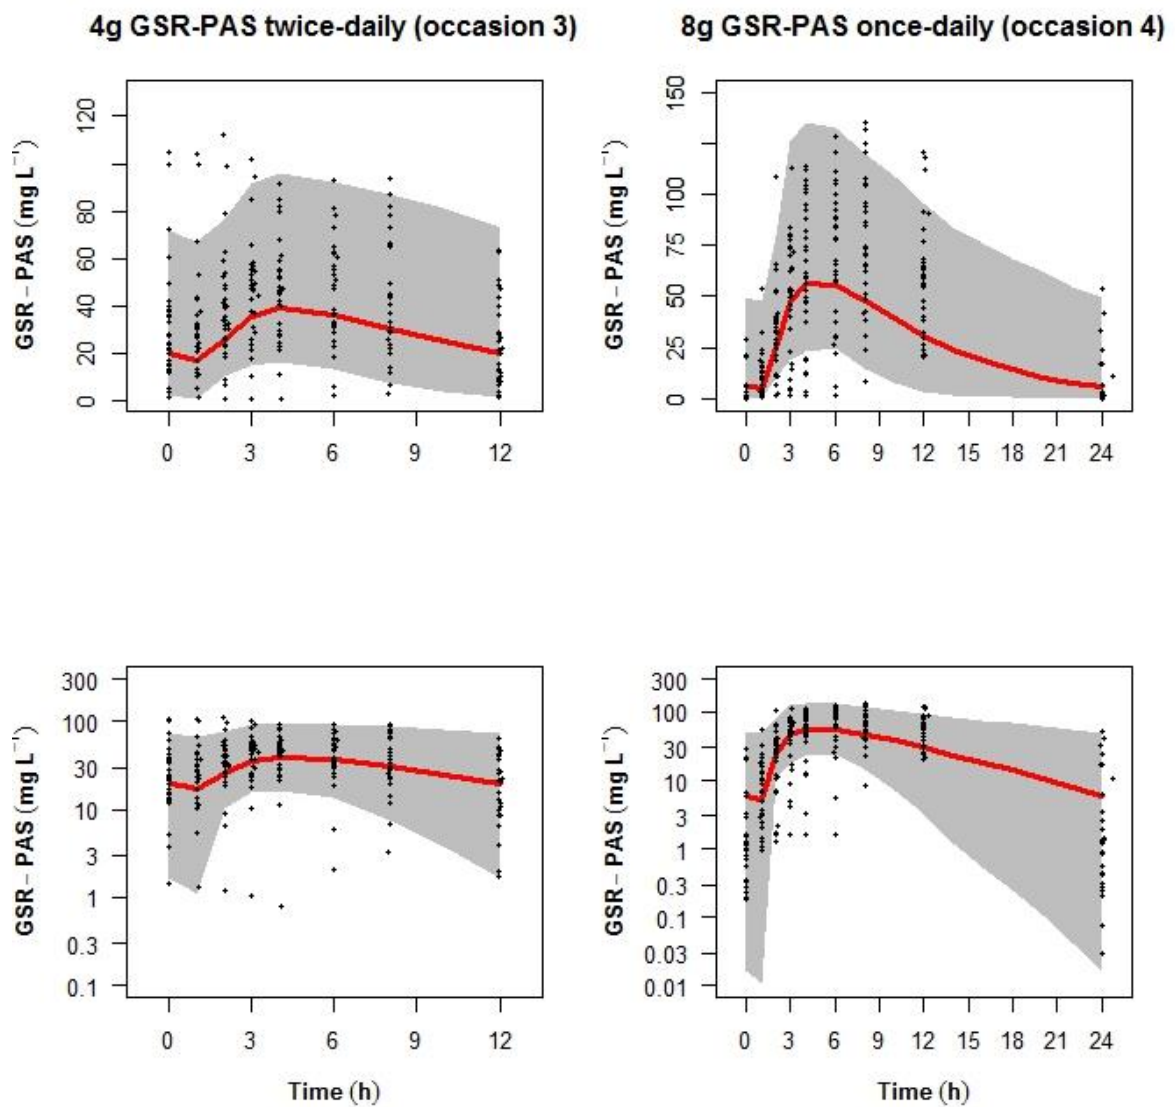 4g GSR-PAS twice-daily (occasion 3)
8g GSR-PAS once-daily (occasion 4)
GSR – PAS (mg L⁻¹)
120
80
60
40
20
0
0 3 6 9 12
GSR – PAS (mg L⁻¹)
150
100
75
50
25
0
0 3 6 9 12 15 18 21 24
GSR – PAS (mg L⁻¹)
300
100
30
10
3
1
0.3
0.1
0 3 6 9 12
Time (h)
GSR – PAS (mg L⁻¹)
300
100
30
10
3
1
0.3
0.1
0.03
0.01
0 3 6 9 12 15 18 21 24
Time (h)